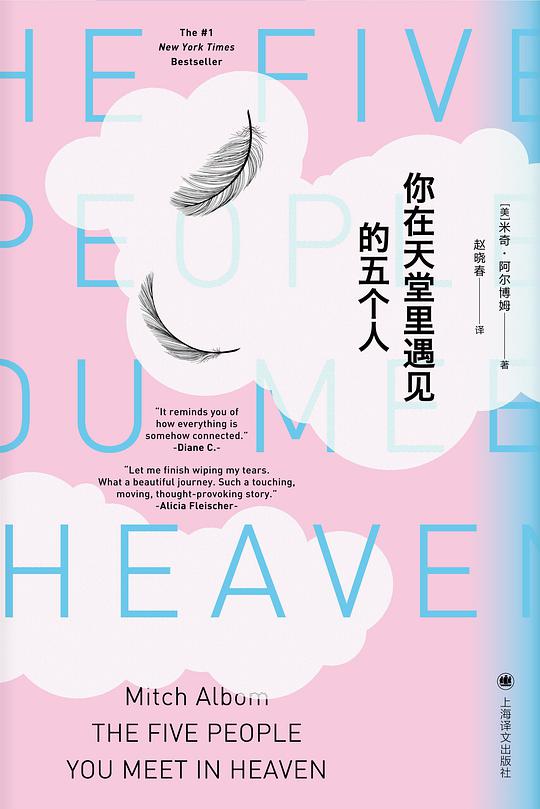 The #1
New York Times
Bestseller
HE FIVE
PEOPLE
OU MEE
HEAVEN
你在天堂里遇见
的五个人
[美]米奇·阿尔博姆——著
赵晓春——译
“It reminds you of
how everything is
somehow connected.”
-Diane C.-
“Let me finish wiping my tears.
What a beautiful journey. Such a touching,
moving, thought-provoking story.”
-Alicia Fleischer-
Mitch Albom
THE FIVE PEOPLE
YOU MEET IN HEAVEN
上海译文出版社